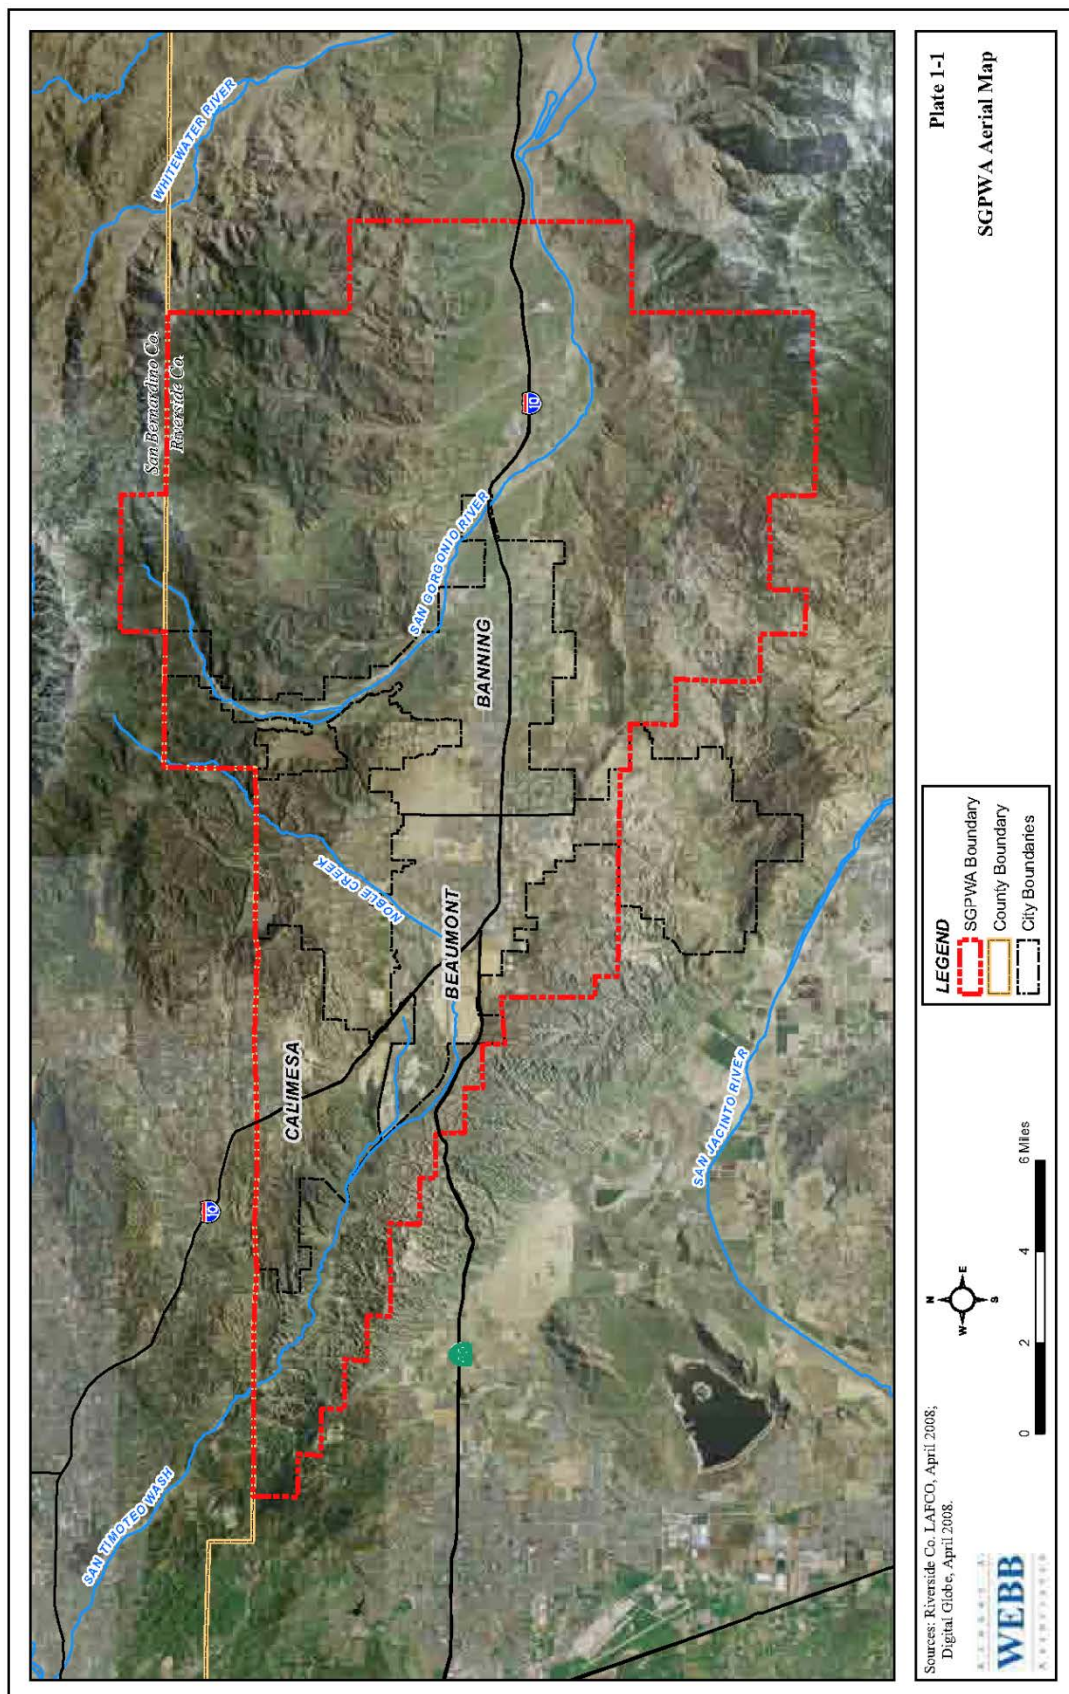 WHITEWATER RIVER
San Bernardino Co.
Riverside Co.
10
SAN GORGONIO RIVER
BANNING
NOBLE CREEK
BEAUMONT
CALIMESA
10
SAN TIMOTEO WASH
SAN JACINTO RIVER
Plate 1-1
SGPWA Aerial Map
LEGEND
SGPWA Boundary
County Boundary
City Boundaries
N
W E
S
0 2 4 6 Miles
Sources: Riverside Co. LAFCO, April 2008;
Digital Globe, April 2008.
WEBB
ASSOCIATES